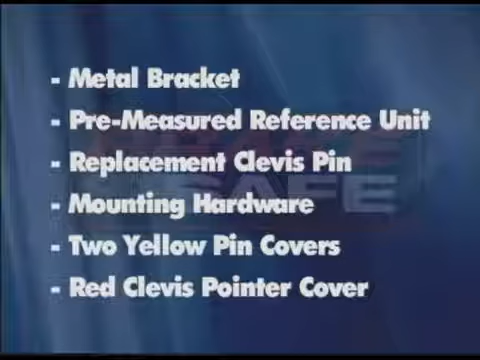 - Metal Bracket
- Pre-Measured Reference Unit
- Replacement Clevis Pin
- Mounting Hardware
- Two Yellow Pin Covers
- Red Clevis Pointer Cover
SAFE